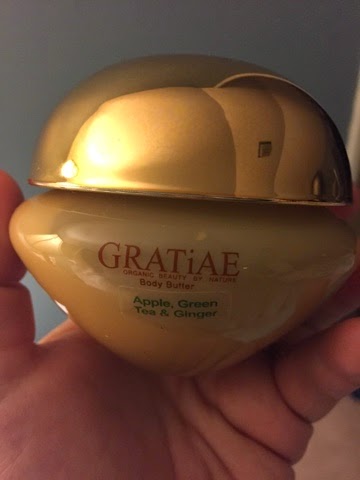 GRATiAE
ORGANIC BEAUTY BY NATURE
Body Butter
Apple, Green
Tea & Ginger